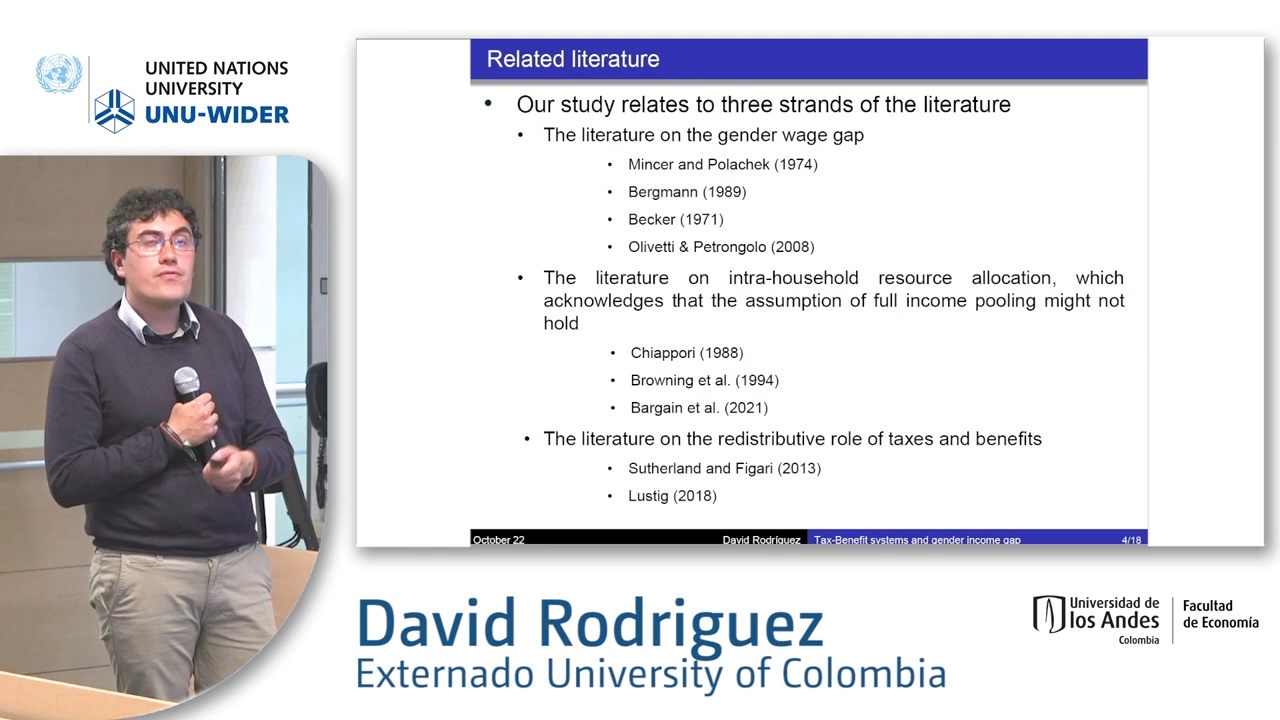 UNITED NATIONS
UNIVERSITY
UNU-WIDER
Related literature
• Our study relates to three strands of the literature
• The literature on the gender wage gap
• Mincer and Polachek (1974)
• Bergmann (1989)
• Becker (1971)
• Olivetti & Petrongolo (2008)
• The literature on intra-household resource allocation, which
acknowledges that the assumption of full income pooling might not
hold
• Chiappori (1988)
• Browning et al. (1994)
• Bargain et al. (2021)
• The literature on the redistributive role of taxes and benefits
• Sutherland and Figari (2013)
• Lustig (2018)
October 22 David Rodríguez Tax-Benefit systems and gender income gap 4/18
David Rodriguez
Externado University of Colombia
Universidad de
los Andes
Colombia
Facultad
de Economía